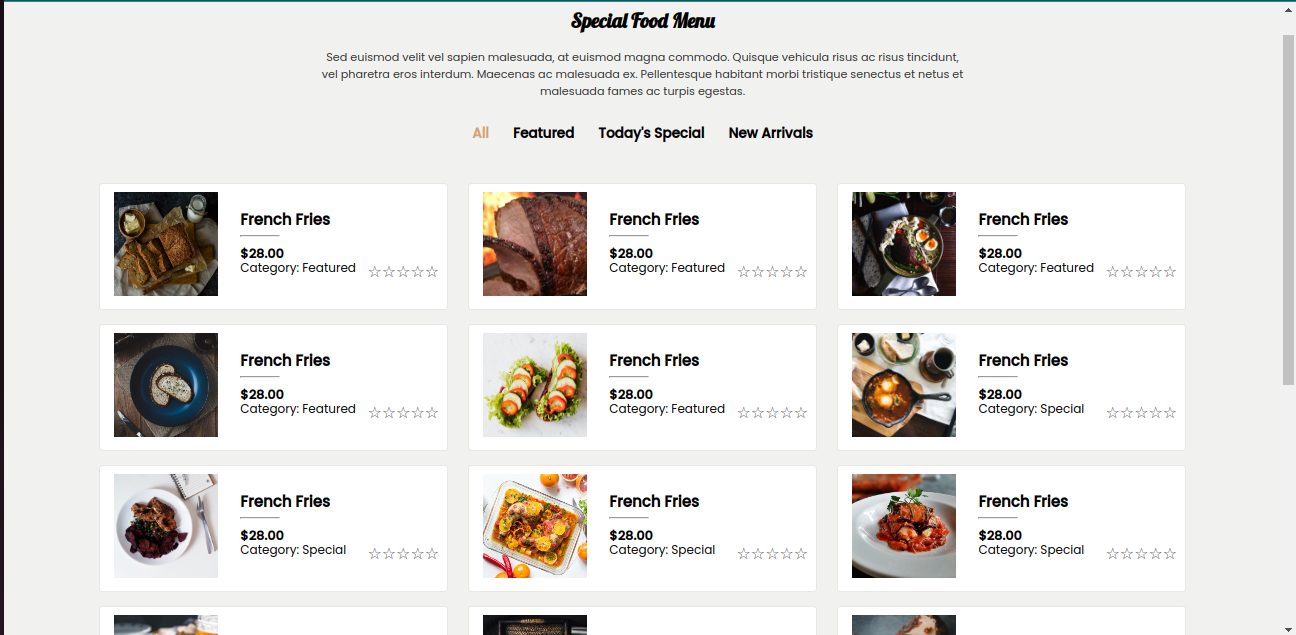 Special Food Menu
Sed euismod velit vel sapien malesuada, at euismod magna commodo. Quisque vehicula risus ac risus tincidunt,
vel pharetra eros interdum. Maecenas ac malesuada ex. Pellentesque habitant morbi tristique senectus et netus et
malesuada fames ac turpis egestas.
All Featured Today's Special New Arrivals
French Fries
$28.00
Category: Featured
French Fries
$28.00
Category: Featured
French Fries
$28.00
Category: Featured
French Fries
$28.00
Category: Featured
French Fries
$28.00
Category: Featured
French Fries
$28.00
Category: Special
French Fries
$28.00
Category: Special
French Fries
$28.00
Category: Special
French Fries
$28.00
Category: Special